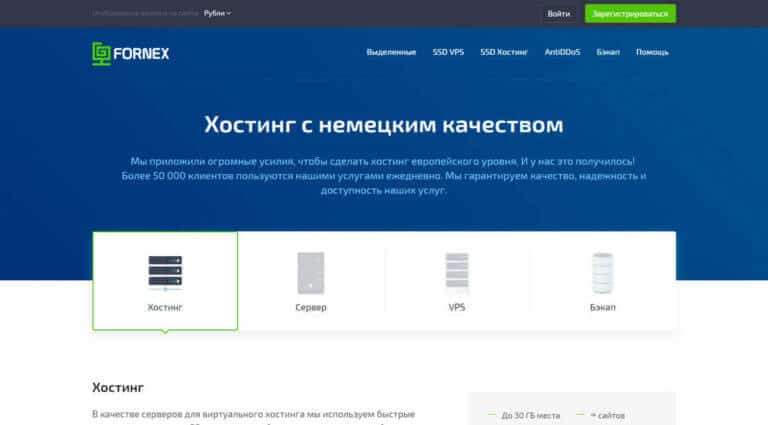 Отображение валюты на сайте: Рубли
Войти
Зарегистрироваться
FORNEX
Выделенные
SSD VPS
SSD Хостинг
AntiDDoS
Бэкап
Помощь
Хостинг с немецким качеством
Мы приложили огромные усилия, чтобы сделать хостинг европейского уровня. И у нас это получилось!
Более 50 000 клиентов пользуются нашими услугами ежедневно. Мы гарантируем качество, надежность и
доступность наших услуг.
Хостинг
Сервер
VPS
Бэкап
Хостинг
В качестве серверов для виртуального хостинга мы используем быстрые
До 30 ГБ места
∞ сайтов